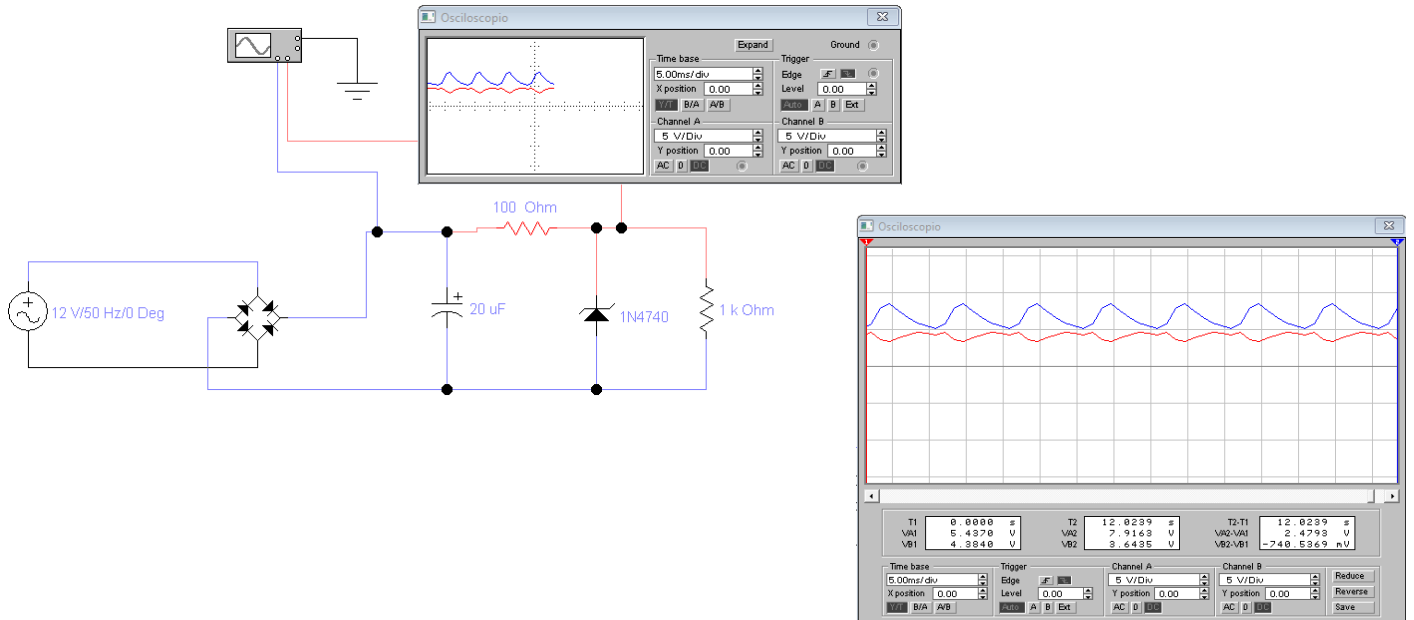 Osciloscopio
Expand
Ground
Time base
5.00ms/div
X position 0.00
Y/T B/A A/B
Trigger
Edge
Level 0.00
Auto A B Ext
Channel A
5 V/Div
Y position 0.00
AC 0 DC
Channel B
5 V/Div
Y position 0.00
AC 0 DC
100 Ohm
12 V/50 Hz/0 Deg
+
20 uF
1N4740
1 k Ohm
Osciloscopio
1
2
T1 0.0000 s
VA1 5.4370 V
VB1 4.3840 V
T2 12.0239 s
VA2 7.9163 V
VB2 3.6435 V
T2-T1 12.0239 s
VA2-VA1 2.4793 V
VB2-VB1 -740.5369 mV
Time base
5.00ms/div
X position 0.00
Y/T B/A A/B
Trigger
Edge
Level 0.00
Auto A B Ext
Channel A
5 V/Div
Y position 0.00
AC 0 DC
Channel B
5 V/Div
Y position 0.00
AC 0 DC
Reduce
Reverse
Save